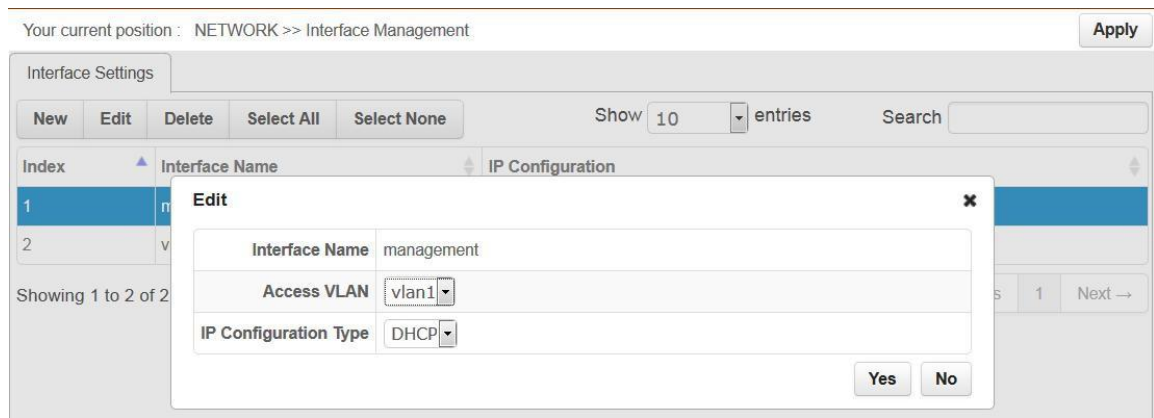 Your current position : NETWORK >> Interface Management
Apply
Interface Settings
New Edit Delete Select All Select None Show 10 entries Search
Index Interface Name IP Configuration
1
2
Edit
Interface Name management
Access VLAN vlan1
IP Configuration Type DHCP
Yes No
Showing 1 to 2 of 2
1 Next →